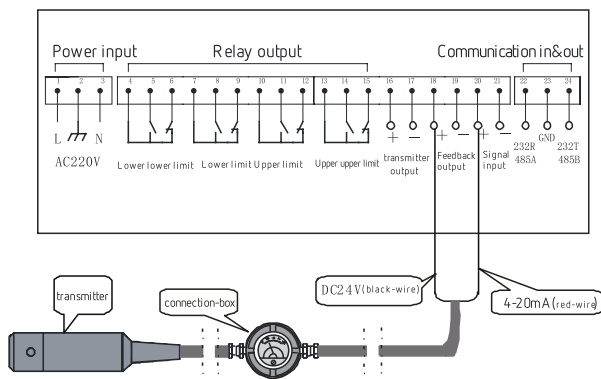 Power input Relay output Communication in&out
1 2 3 4 5 6 7 8 9 10 11 12 13 14 15 16 17 18 19 20 21 22 23 24
L N
AC220V
Lower lower limit Lower limit Upper limit Upper upper limit
+ − + − + −
transmitter
output
Feedback
output
Signal
input
232R
485A
GND
232T
485B
DC24V(black-wire)
4-20mA(red-wire)
transmitter
connection-box